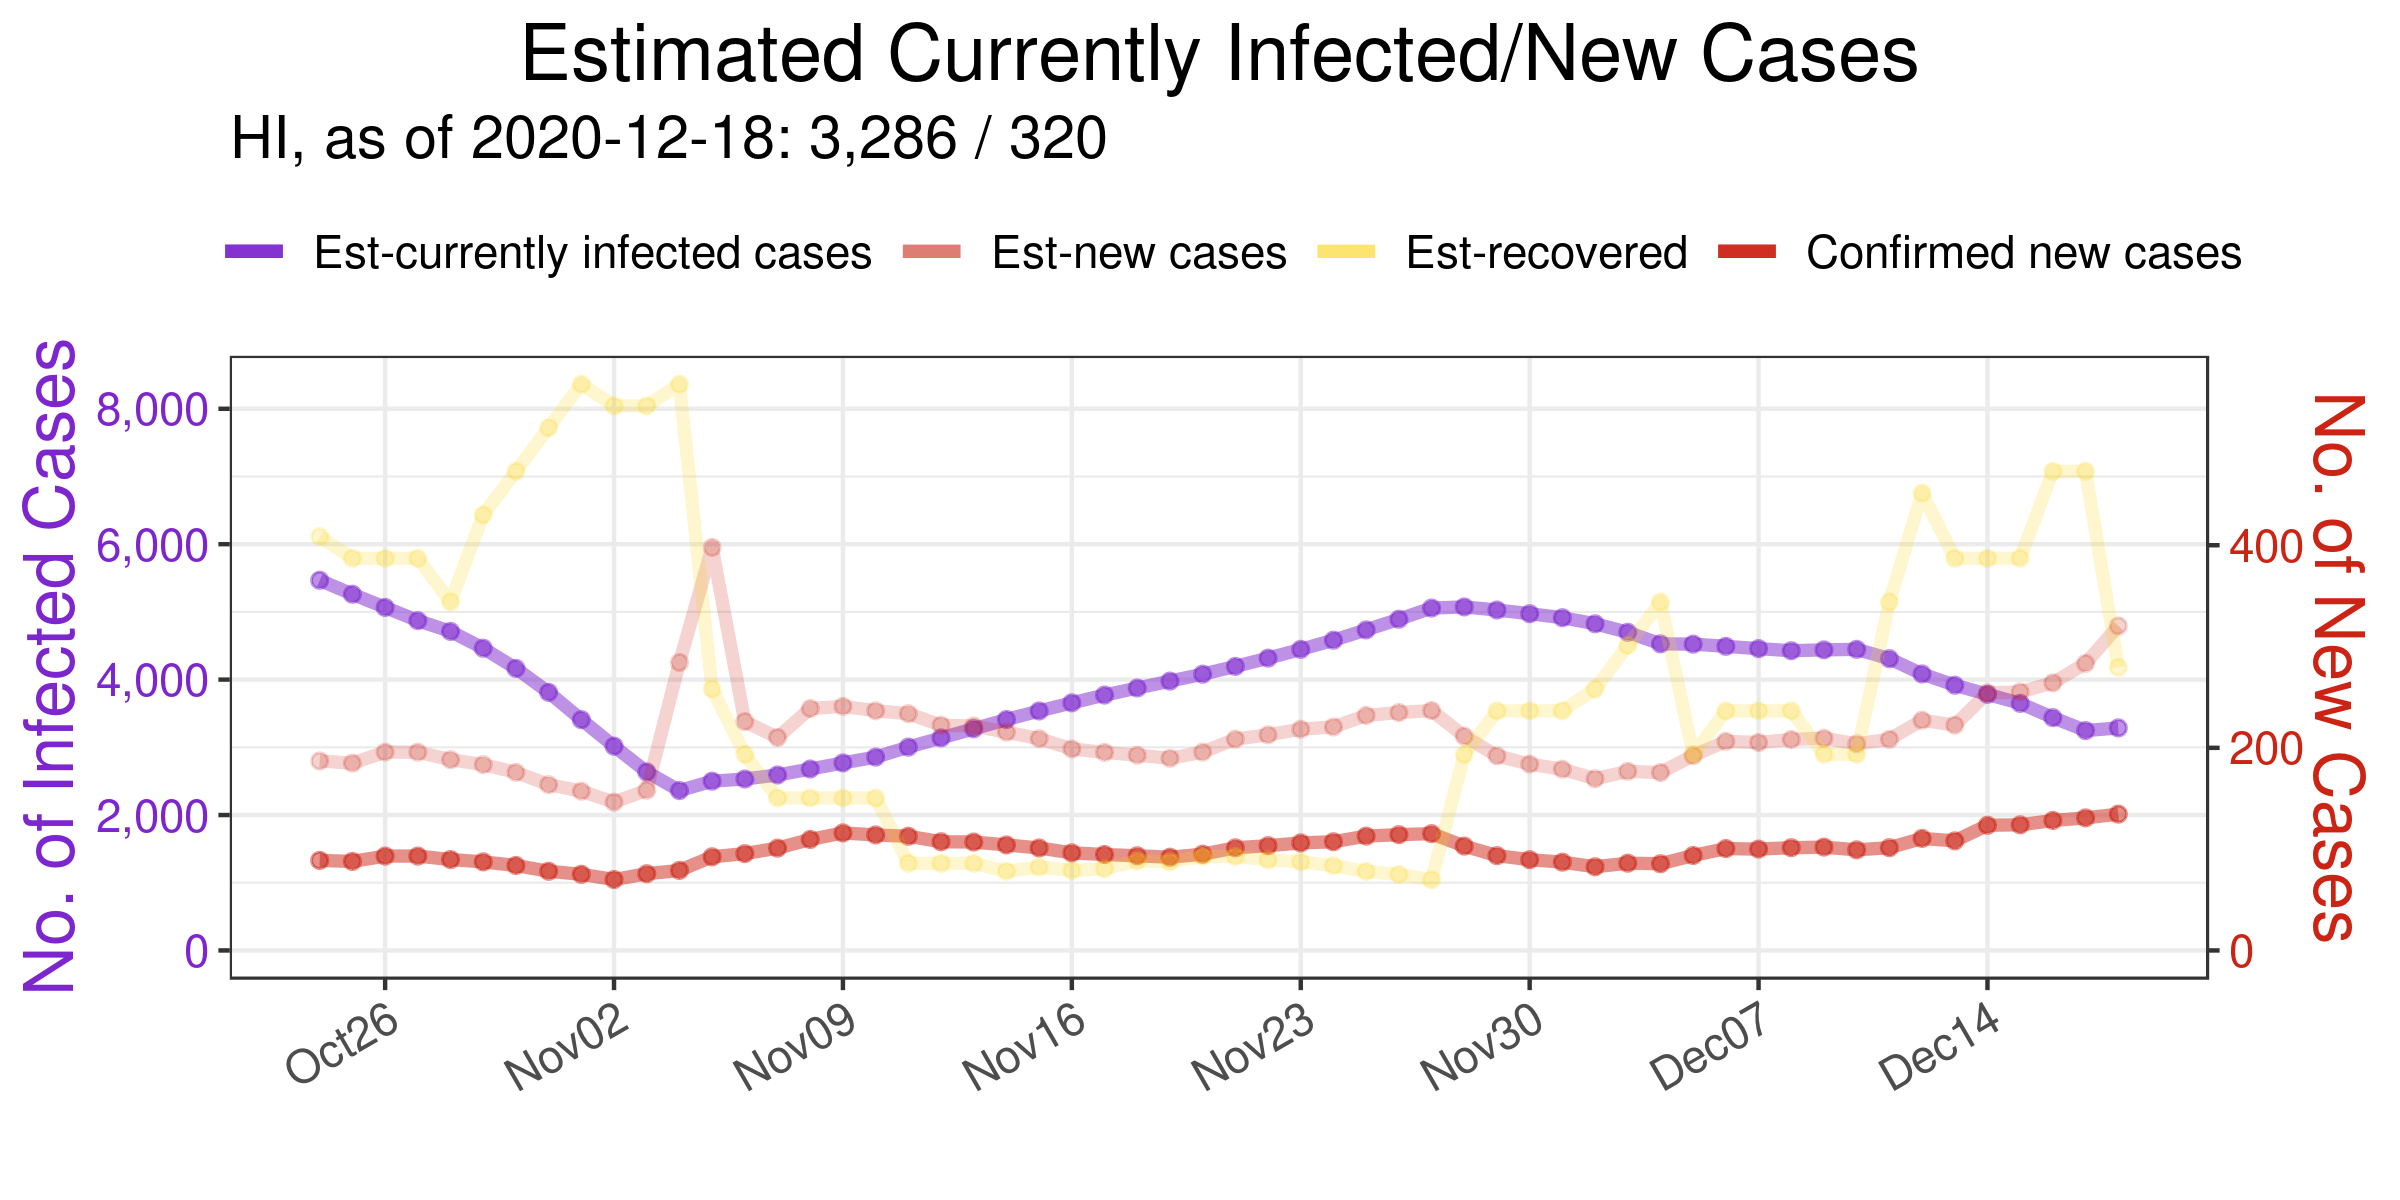 Estimated Currently Infected/New Cases
HI, as of 2020-12-18: 3,286 / 320
Est-currently infected cases Est-new cases Est-recovered Confirmed new cases
No. of Infected Cases
8,000
6,000
4,000
2,000
0
400
200
0
No. of New Cases
Oct26 Nov02 Nov09 Nov16 Nov23 Nov30 Dec07 Dec14